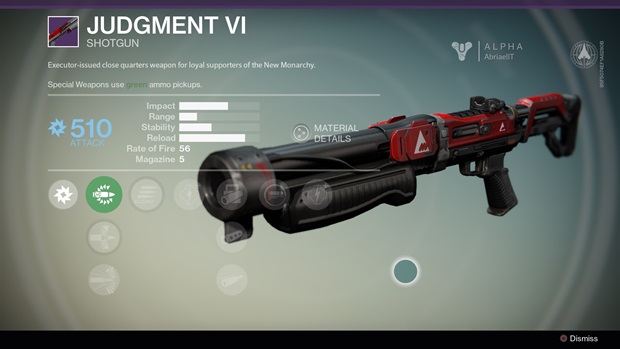 JUDGMENT VI
SHOTGUN
Executor-issued close quarters weapon for loyal supporters of the New Monarchy.
Special Weapons use green ammo pickups.
510
ATTACK
Impact
Range
Stability
Reload
Rate of Fire 56
Magazine 5
MATERIAL
DETAILS
ALPHA
AbriaelIT
Dismiss